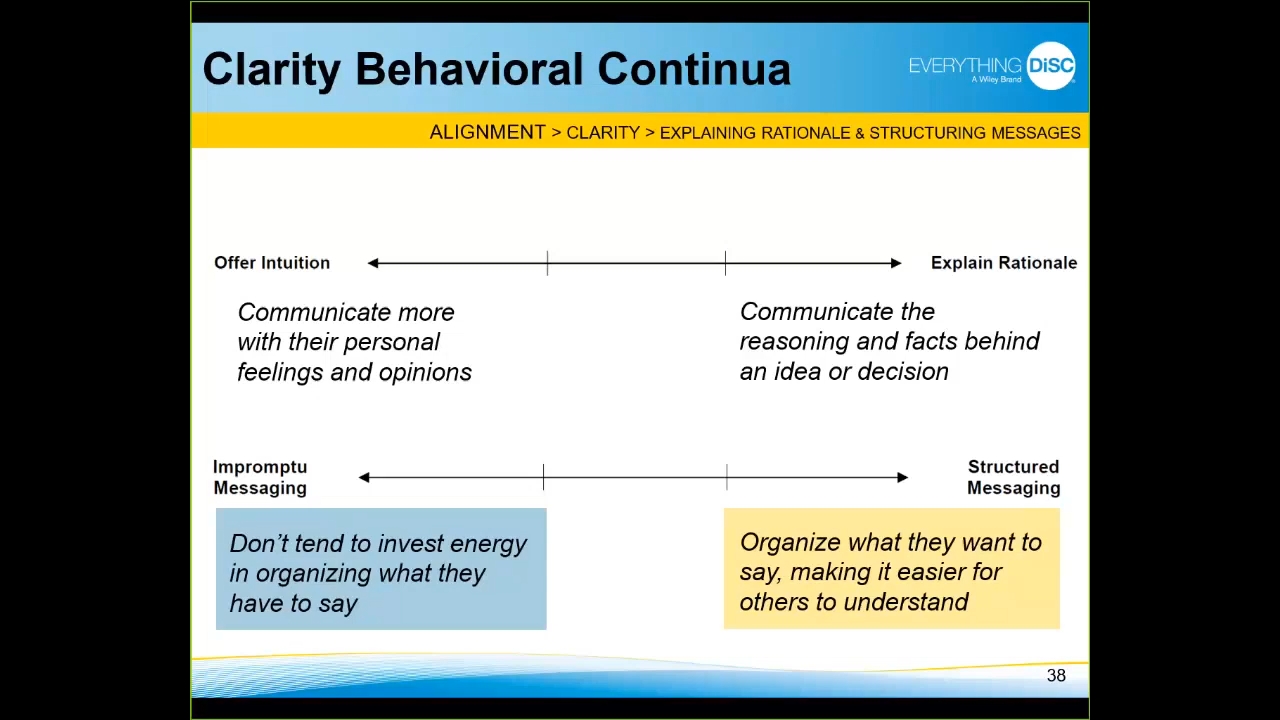 Clarity Behavioral Continua
EVERYTHING DiSC
A Wiley Brand
ALIGNMENT > CLARITY > EXPLAINING RATIONALE & STRUCTURING MESSAGES
Offer Intuition
Explain Rationale
Communicate more
with their personal
feelings and opinions
Communicate the
reasoning and facts behind
an idea or decision
Impromptu
Messaging
Structured
Messaging
Don't tend to invest energy
in organizing what they
have to say
Organize what they want to
say, making it easier for
others to understand
38